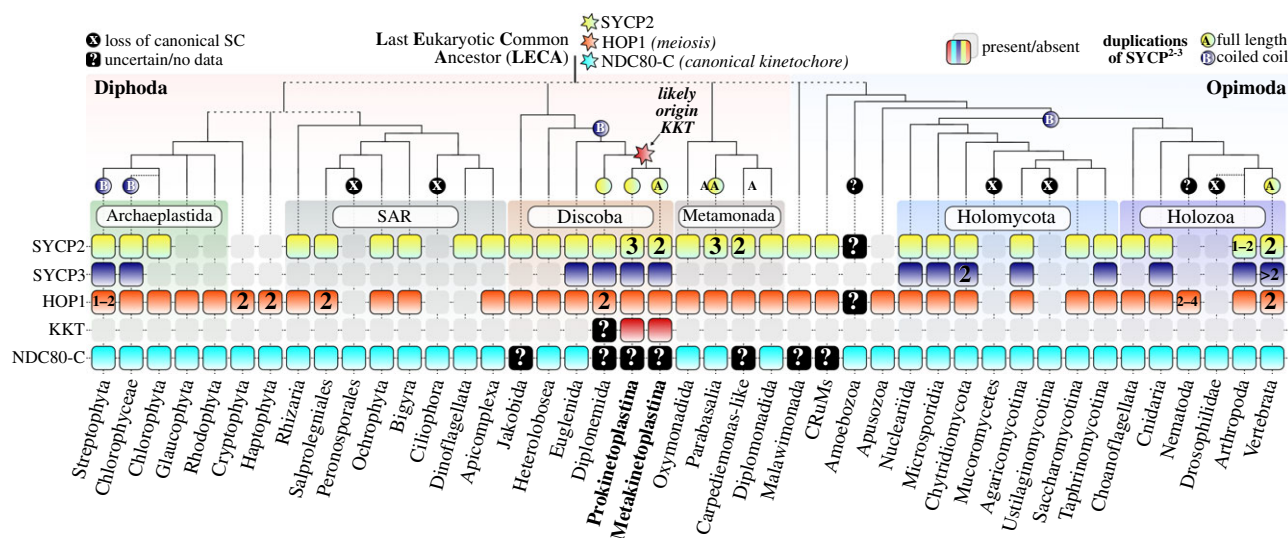 SYCP2
HOP1 (meiosis)
NDC80-C (canonical kinetochore)
X loss of canonical SC
? uncertain/no data
Last Eukaryotic Common
Ancestor (LECA)
present/absent
duplications
of SYCP2-3
A full length
B coiled coil
Diphoda
Opimoda
likely
origin
KKT
B
B
B B X X A A A A ? X X ? X A
Archaeplastida
SAR
Discoba
Metamonada
Holomycota
Holozoa
SYCP2 3 2 3 2 ? 1–2 2
SYCP3 2 >2
HOP1 1–2 2 2 2 2 ? 2–4 2
KKT ?
NDC80-C ? ? ? ? ? ? ?
Streptophyta
Chlorophyceae
Chlorophyta
Glaucophyta
Rhodophyta
Cryptophyta
Haptophyta
Rhizaria
Salprolegniales
Peronosporales
Ochrophyta
Bigyra
Ciliophora
Dinoflagellata
Apicomplexa
Jakobida
Heterolobosea
Euglenida
Diplonemida
Prokinetoplastina
Metakinetoplastina
Oxymonadida
Parabasalia
Carpediemonas-like
Diplomonadida
Malawimonada
CRuMs
Amoebozoa
Apusozoa
Nucleariida
Microsporidia
Chytridiomycota
Mucoromycetes
Agaricomycotina
Ustilaginomycotina
Saccharomycotina
Taphrinomycotina
Choanoflagellata
Cnidaria
Nematoda
Drosophilidae
Arthropoda
Vertebrata